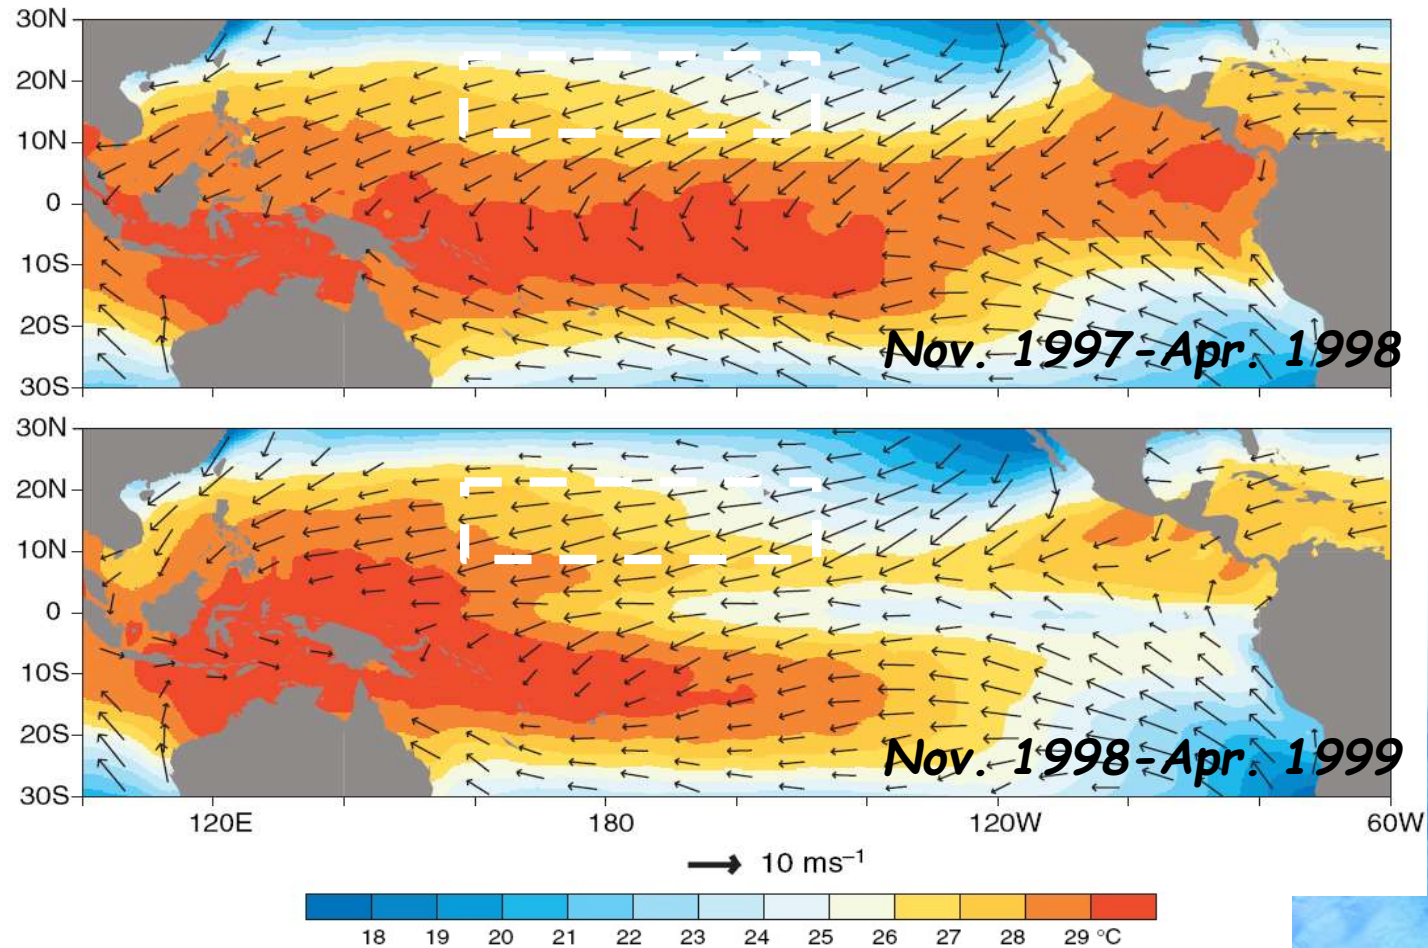 30N
20N
10N
0
10S
20S
30S
Nov. 1997-Apr. 1998
30N
20N
10N
0
10S
20S
30S
Nov. 1998-Apr. 1999
120E 180 120W 60W
10 ms⁻¹
18 19 20 21 22 23 24 25 26 27 28 29 °C